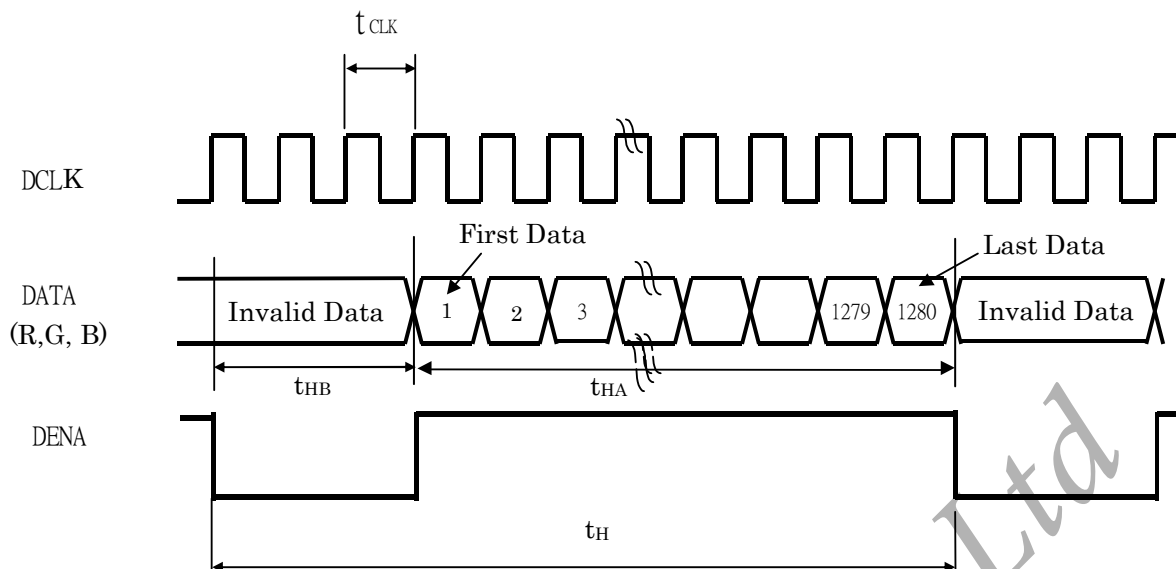 tCLK
DCLK
First Data
Last Data
DATA
(R,G, B)
Invalid Data
1
2
3
1279
1280
Invalid Data
tHB
tHA
DENA
tH
Ltd